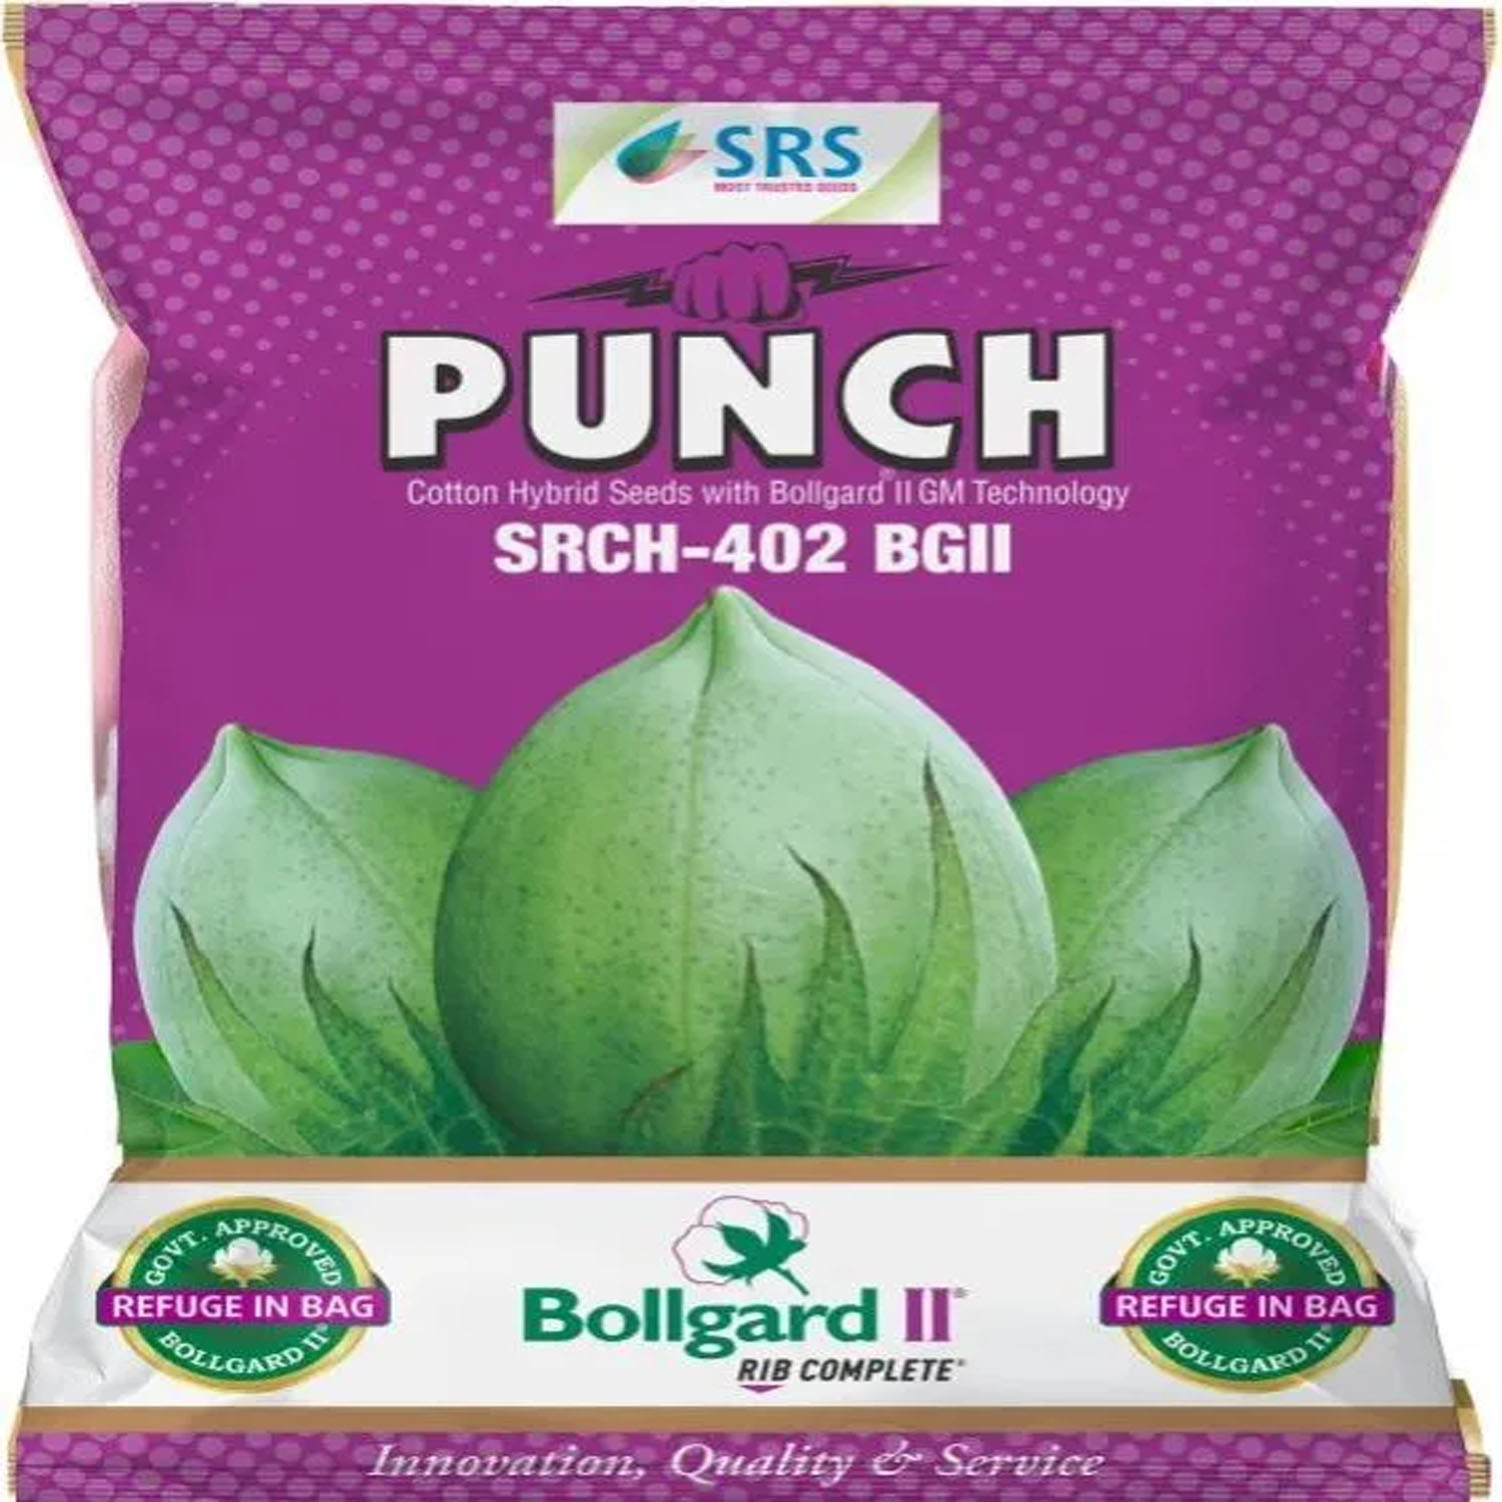 SRS
MOST TRUSTED SEEDS
PUNCH
Cotton Hybrid Seeds with Bollgard® II GM Technology
SRCH-402 BGII
GOVT. APPROVED
REFUGE IN BAG
BOLLGARD II®
Bollgard II®
RIB COMPLETE®
GOVT. APPROVED
REFUGE IN BAG
BOLLGARD II®
Innovation, Quality & Service